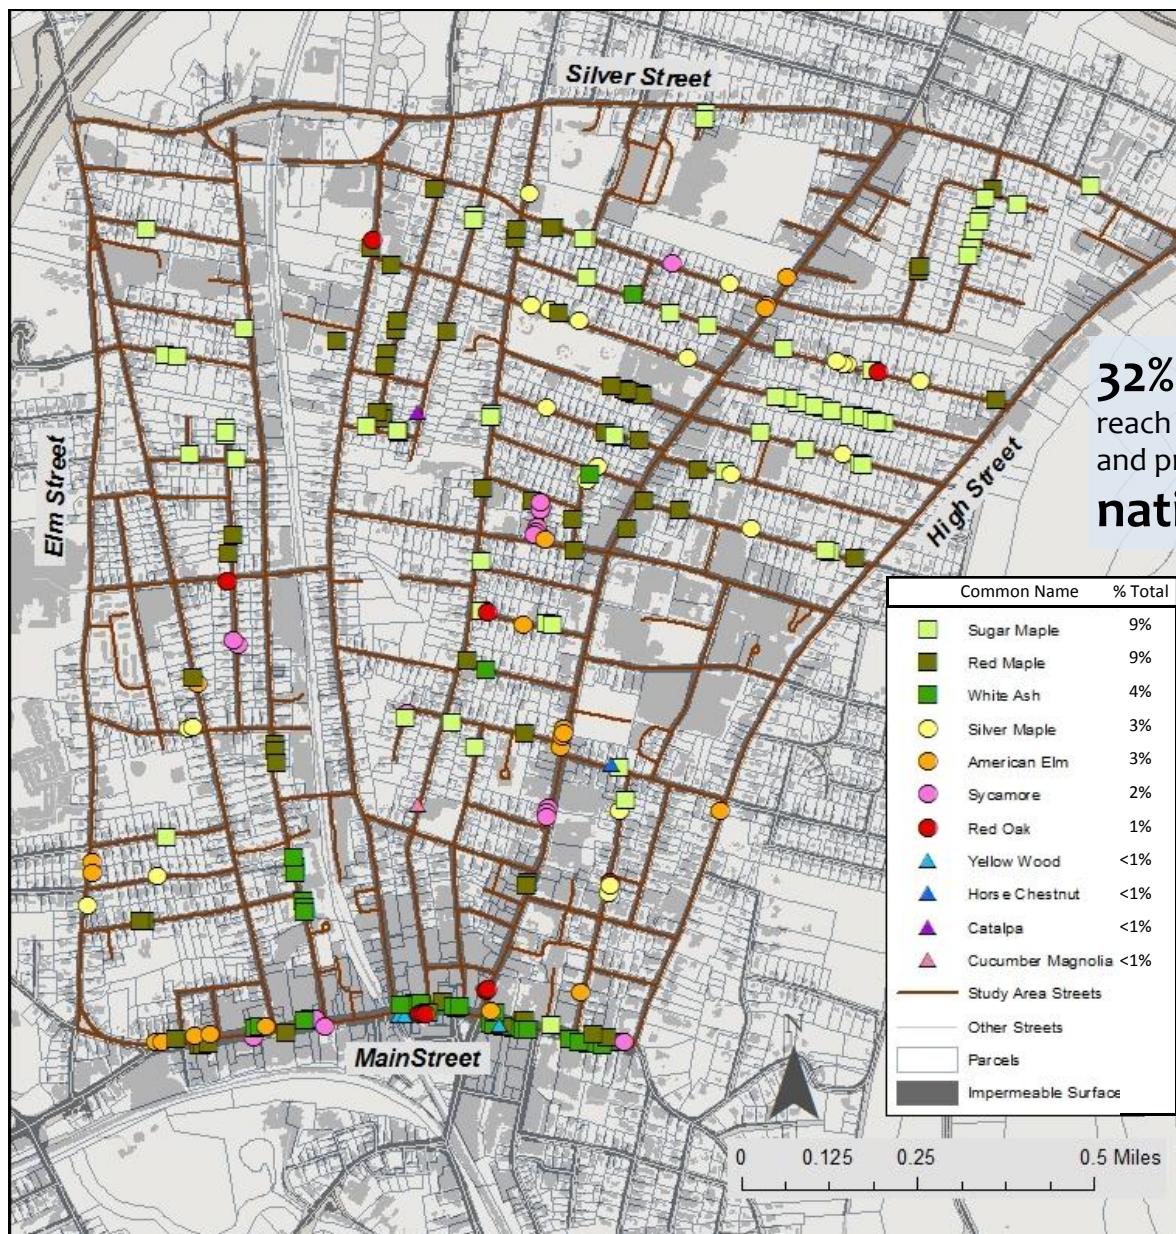 Silver Street
32%
reach
and pr
nat
High Street
Elm Street
Common Name % Total
Sugar Maple 9%
Red Maple 9%
White Ash 4%
Silver Maple 3%
American Elm 3%
Sycamore 2%
Red Oak 1%
Yellow Wood <1%
Horse Chestnut <1%
Catalpa <1%
Cucumber Magnolia <1%
Study Area Streets
Other Streets
Parcels
Impermeable Surface
N
MainStreet
0 0.125 0.25 0.5 Miles